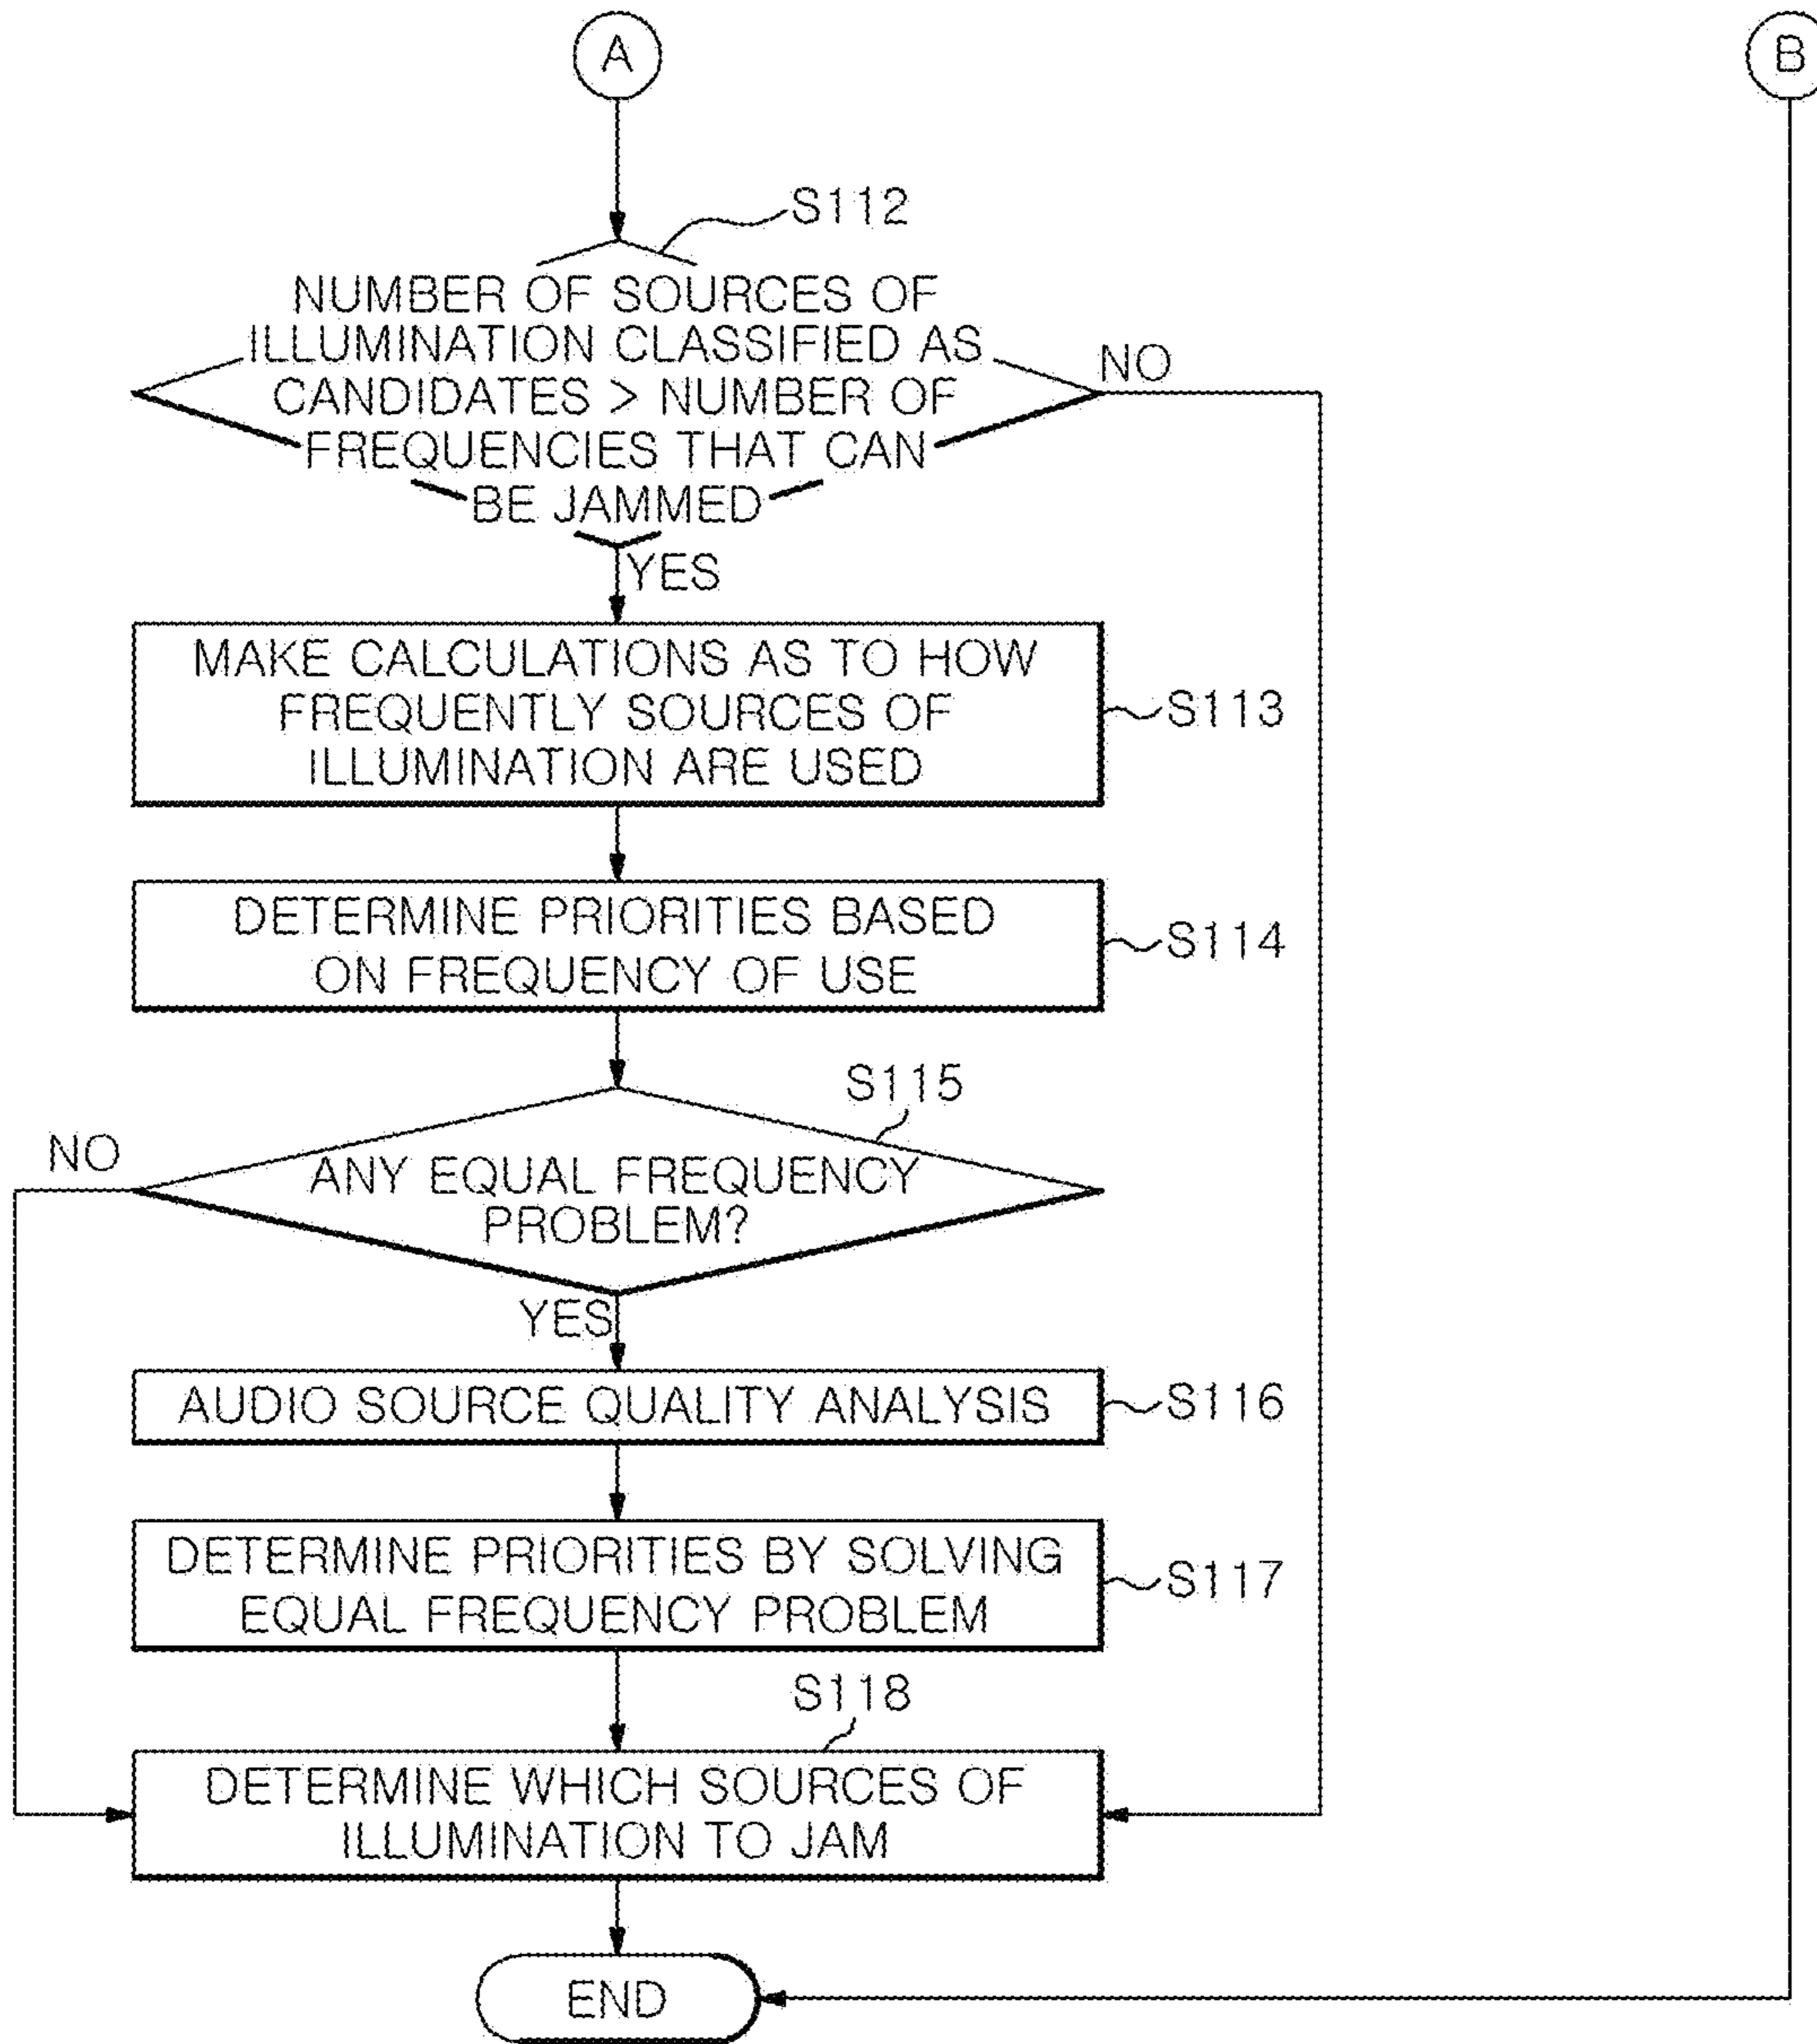 A
B
S112
NUMBER OF SOURCES OF
ILLUMINATION CLASSIFIED AS
CANDIDATES > NUMBER OF
FREQUENCIES THAT CAN
BE JAMMED
NO
YES
MAKE CALCULATIONS AS TO HOW
FREQUENTLY SOURCES OF
ILLUMINATION ARE USED
S113
DETERMINE PRIORITIES BASED
ON FREQUENCY OF USE
S114
S115
NO
ANY EQUAL FREQUENCY
PROBLEM?
YES
AUDIO SOURCE QUALITY ANALYSIS
S116
DETERMINE PRIORITIES BY SOLVING
EQUAL FREQUENCY PROBLEM
S117
S118
DETERMINE WHICH SOURCES OF
ILLUMINATION TO JAM
END